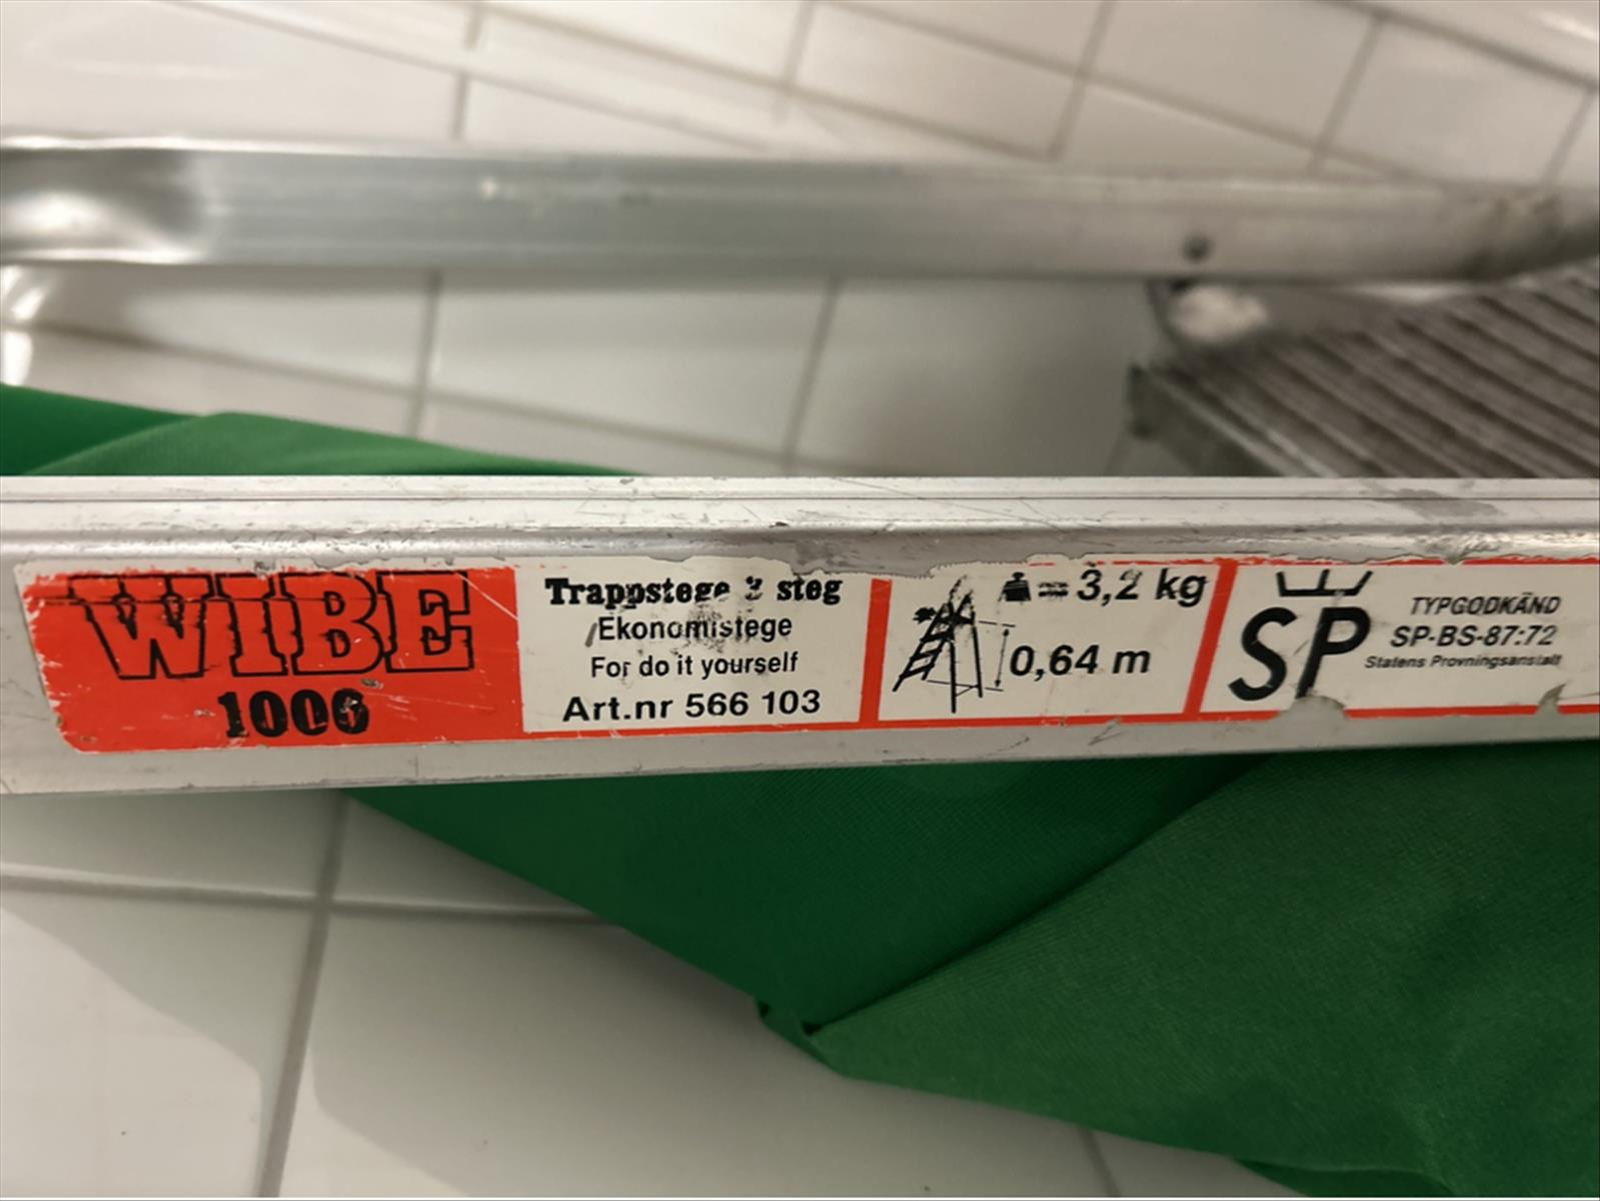 WIBE
1006
Trappstege steg
Ekonomistege
For do it yourself
Art.nr 566 103
= 3,2 kg
0,64 m
SP
TYPGODKÄND
SP-BS-87:72
Statens Provningsanstalt